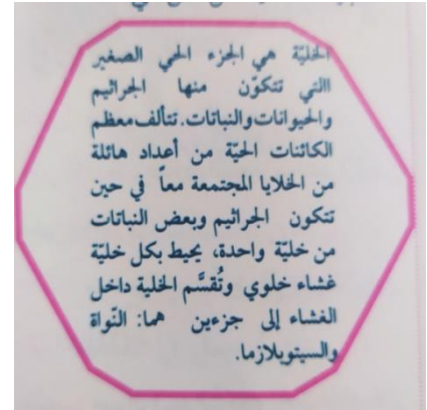 الخليّة هي الجزء الحي الصغير
االتي تتكوّن منها الجراثيم
والحيوانات والنباتات. تتألف معظم
الكائنات الحيّة من أعداد هائلة
من الخلايا المجتمعة معاً في حين
تتكون الجراثيم وبعض النباتات
من خليّة واحدة، يحيط بكل خليّة
غشاء خلوي وتُقسَّم الخلية داخل
الغشاء إلى جزءين هما: النّواة
والسيتوبلازما.